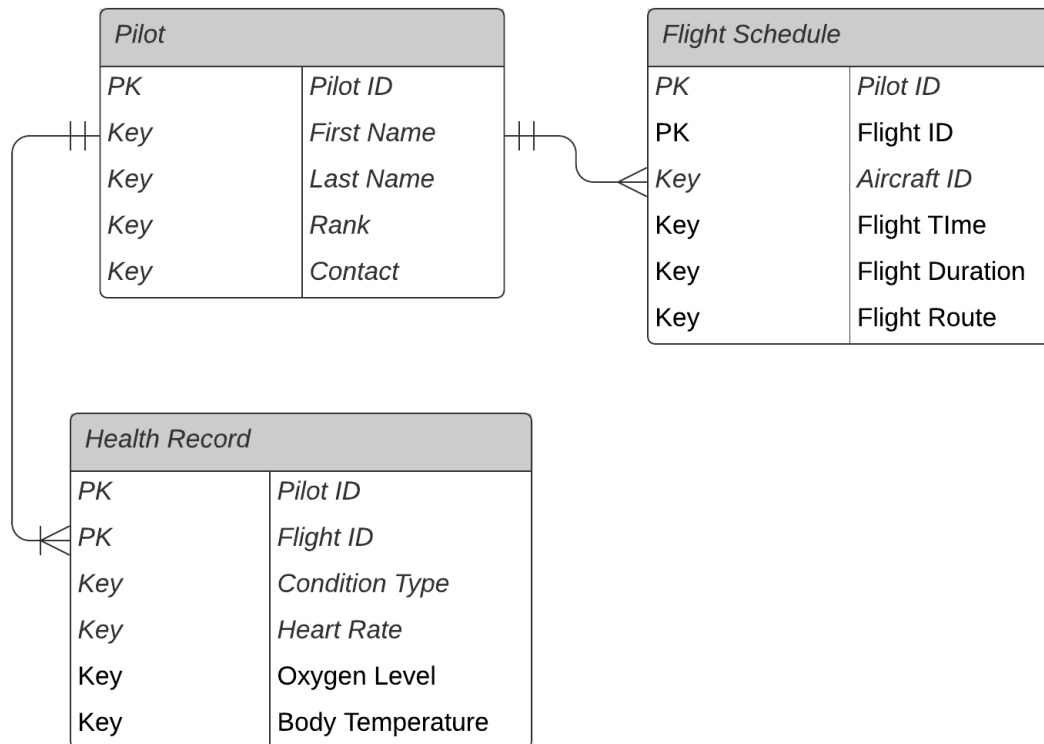 Pilot
PK Pilot ID
Key First Name
Key Last Name
Key Rank
Key Contact
Flight Schedule
PK Pilot ID
PK Flight ID
Key Aircraft ID
Key Flight TIme
Key Flight Duration
Key Flight Route
Health Record
PK Pilot ID
PK Flight ID
Key Condition Type
Key Heart Rate
Key Oxygen Level
Key Body Temperature